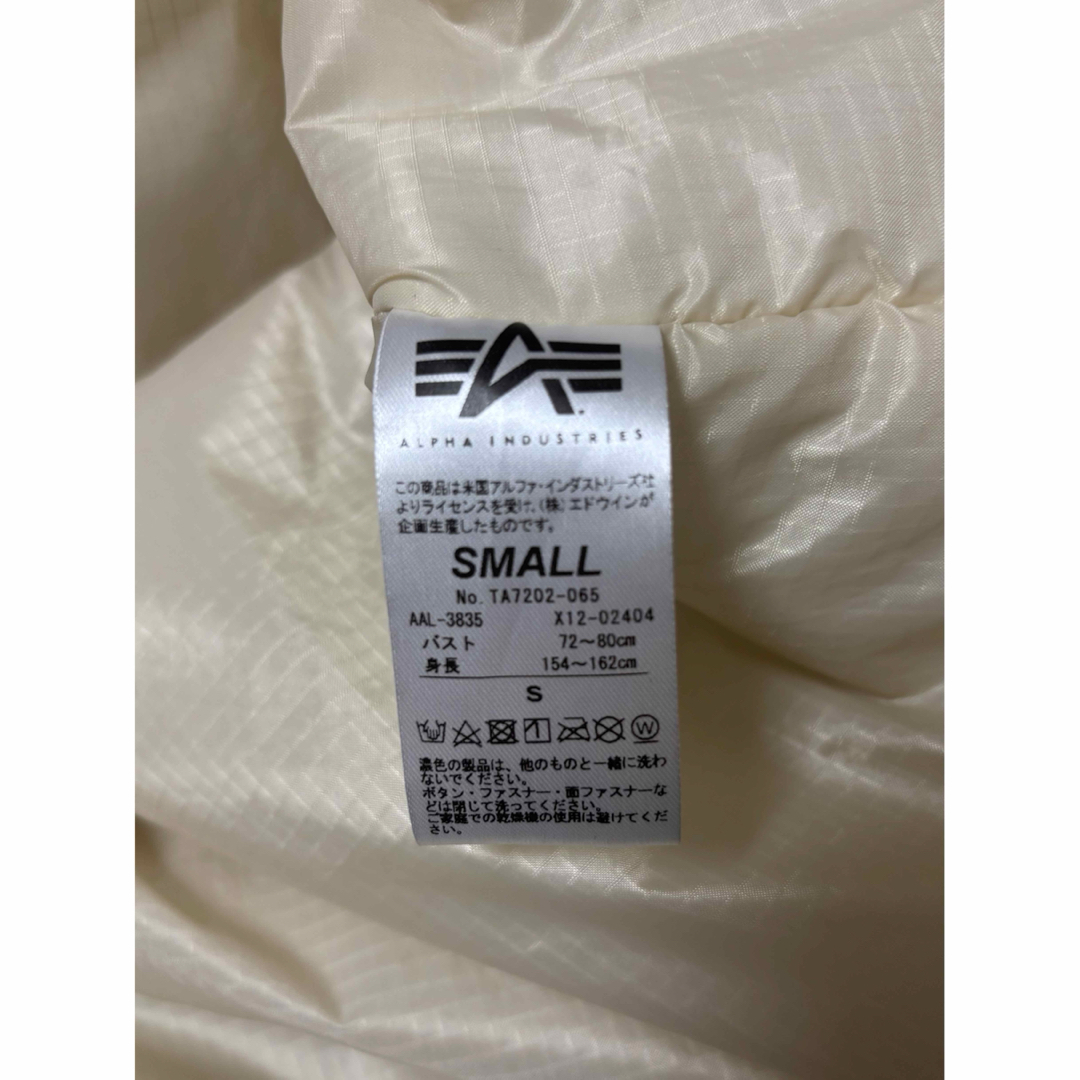 ALPHA INDUSTRIES
この商品は米国アルファ・インダストリーズ社
よりライセンスを受け、(株)エドウインが
企画生産したものです。
SMALL
No. TA7202-065
AAL-3835 X12-02404
バスト 72～80cm
身長 154～162cm
S
W
濃色の製品は、他のものと一緒に洗わ
ないでください。
ボタン・ファスナー・面ファスナーな
どは閉じて洗ってください。
ご家庭での乾燥機の使用は避けてくだ
さい。